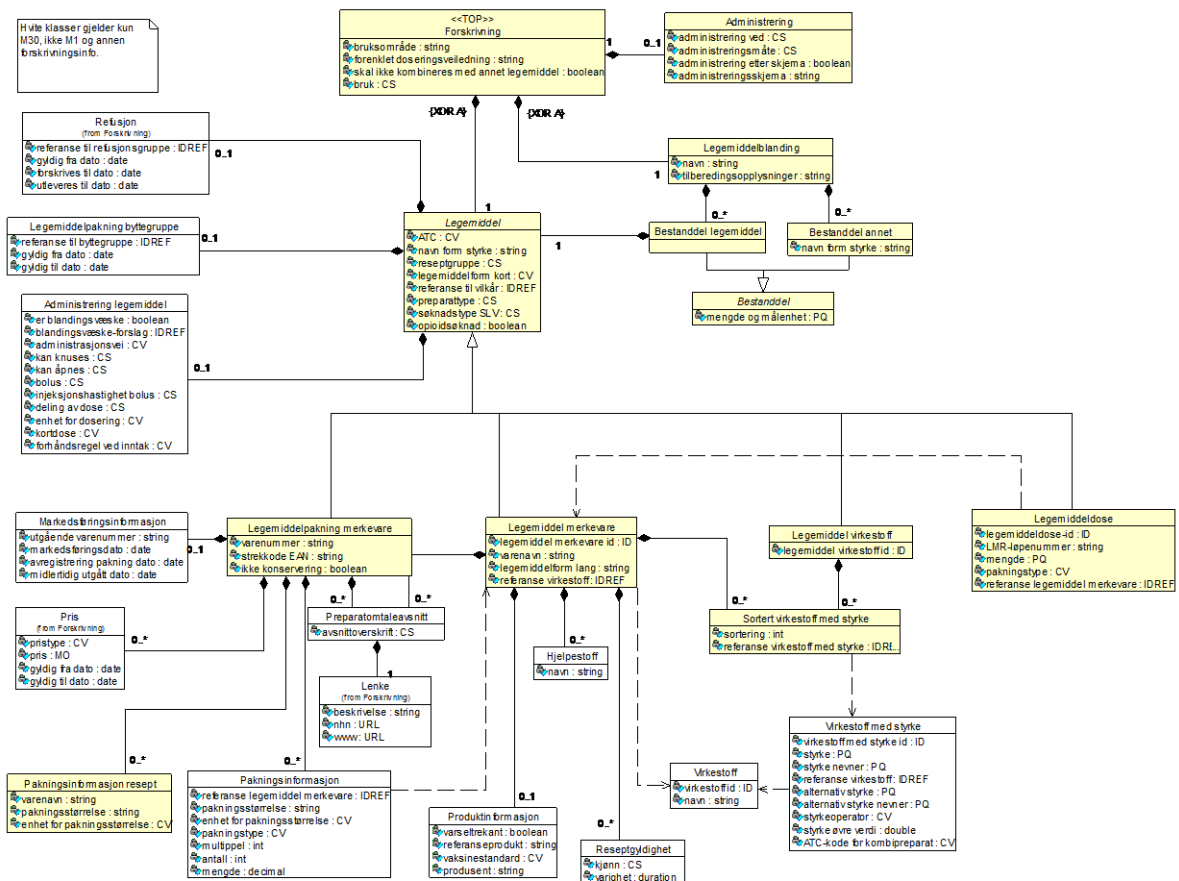 Hvite klasser gjelder kun
M30, ikke M1 og annen
forskrivningsinfo.
<<TOP>>
Forskrivning
bruksområde : string
forenklet doseringsveiledning : string
skal ikke kombineres med annet legemiddel : boolean
bruk : CS
1
0..1
Administrering
administrering ved : CS
administreringsmåte : CS
administrering etter skjema : boolean
administreringsskjema : string
{XOR A}
{XOR A}
Refusjon
(from Forskrivning)
referanse til refusjonsgruppe : IDREF
gyldig fra dato : date
forskrives til dato : date
utleveres til dato : date
0..1
Legemiddelblanding
navn : string
tilberedingsopplysninger : string
1
0..*
0..*
Legemiddelpakning byttegruppe
referanse til byttegruppe : IDREF
gyldig fra dato : date
gyldig til dato : date
0..1
1
Legemiddel
ATC : CV
navn form styrke : string
reseptgruppe : CS
legemiddelform kort : CV
referanse til vilkår : IDREF
preparattype : CS
søknadstype SLV : CS
opioidsøknad : boolean
1
Bestanddel legemiddel
Bestanddel annet
navn form styrke : string
Bestanddel
mengde og målenhet : PQ
Administrering legemiddel
er blandingsvæske : boolean
blandingsvæske-forslag : IDREF
administrasjonsvei : CV
kan knuses : CS
kan åpnes : CS
bolus : CS
injeksjonshastighet bolus : CS
deling av dose : CS
enhet for dosering : CV
kortdose : CV
forhåndsregel ved inntak : CV
0..1
Markedsføringsinformasjon
utgående varenummer : string
markedsføringsdato : date
avregistrering pakning dato : date
midlertidig utgått dato : date
0..1
Legemiddelpakning merkevare
varenummer : string
strekkode EAN : string
ikke konservering : boolean
Legemiddel merkevare
legemiddel merkevare id : ID
varenavn : string
legemiddelform lang : string
referanse virkestoff : IDREF
Legemiddel virkestoff
legemiddel virkestoff id : ID
Legemiddeldose
legemiddeldose-id : ID
LMR-løpenummer : string
mengde : PQ
pakningstype : CV
referanse legemiddel merkevare : IDREF
0..*
0..*
0..*
0..*
Sortert virkestoff med styrke
sortering : int
referanse virkestoff med styrke : IDRE...
Pris
(from Forskrivning)
pristype : CV
pris : MO
gyldig fra dato : date
gyldig til dato : date
0..*
Preparatomtaleavsnitt
avsnittoverskrift : CS
1
Lenke
(from Forskrivning)
beskrivelse : string
nhn : URL
www : URL
0..*
Hjelpestoff
navn : string
Virkestoff med styrke
virkestoff med styrke id : ID
styrke : PQ
styrke nevner : PQ
referanse virkestoff : IDREF
alternativ styrke : PQ
alternativ styrke nevner : PQ
styrkeoperator : CV
styrke øvre verdi : double
ATC-kode for kombipreparat : CV
Virkestoff
virkestoff id : ID
navn : string
0..*
0..*
Pakningsinformasjon resept
varenavn : string
pakningsstørrelse : string
enhet for pakningsstørrelse : CV
Pakningsinformasjon
referanse legemiddel merkevare : IDREF
pakningsstørrelse : string
enhet for pakningsstørrelse : CV
pakningstype : CV
multippel : int
antall : int
mengde : decimal
0..1
Produktinformasjon
varseltrekant : boolean
referanseprodukt : string
vaksinestandard : CV
produsent : string
0..*
Reseptgyldighet
kjønn : CS
varighet : duration